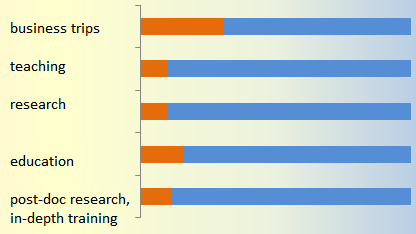 business trips
teaching
research
education
post-doc research,
in-depth training